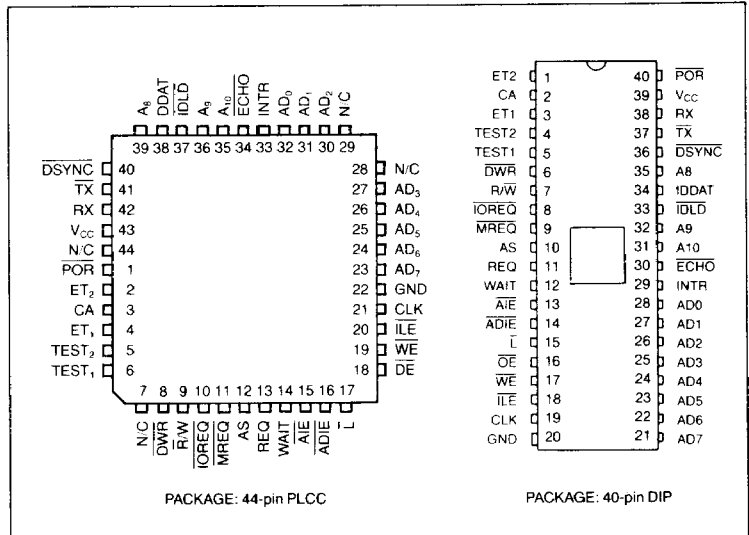 A8 DDAT IDLD A9 A10 ECHO INTR AD0 AD1 AD2 N/C
39 38 37 36 35 34 33 32 31 30 29
DSYNC 40
TX 41
RX 42
VCC 43
N/C 44
POR 1
ET2 2
CA 3
ET1 4
TEST2 5
TEST1 6
28 N/C
27 AD3
26 AD4
25 AD5
24 AD6
23 AD7
22 GND
21 CLK
20 ILE
19 WE
18 DE
7 8 9 10 11 12 13 14 15 16 17
N/C DWR R/W IOREQ MREQ AS REQ WAIT AIE ADIE L
PACKAGE: 44-pin PLCC
ET2 1 40 POR
CA 2 39 VCC
ET1 3 38 RX
TEST2 4 37 TX
TEST1 5 36 DSYNC
DWR 6 35 A8
R/W 7 34 IDDAT
IOREQ 8 33 IDLD
MREQ 9 32 A9
AS 10 31 A10
REQ 11 30 ECHO
WAIT 12 29 INTR
AIE 13 28 AD0
ADIE 14 27 AD1
L 15 26 AD2
OE 16 25 AD3
WE 17 24 AD4
ILE 18 23 AD5
CLK 19 22 AD6
GND 20 21 AD7
PACKAGE: 40-pin DIP